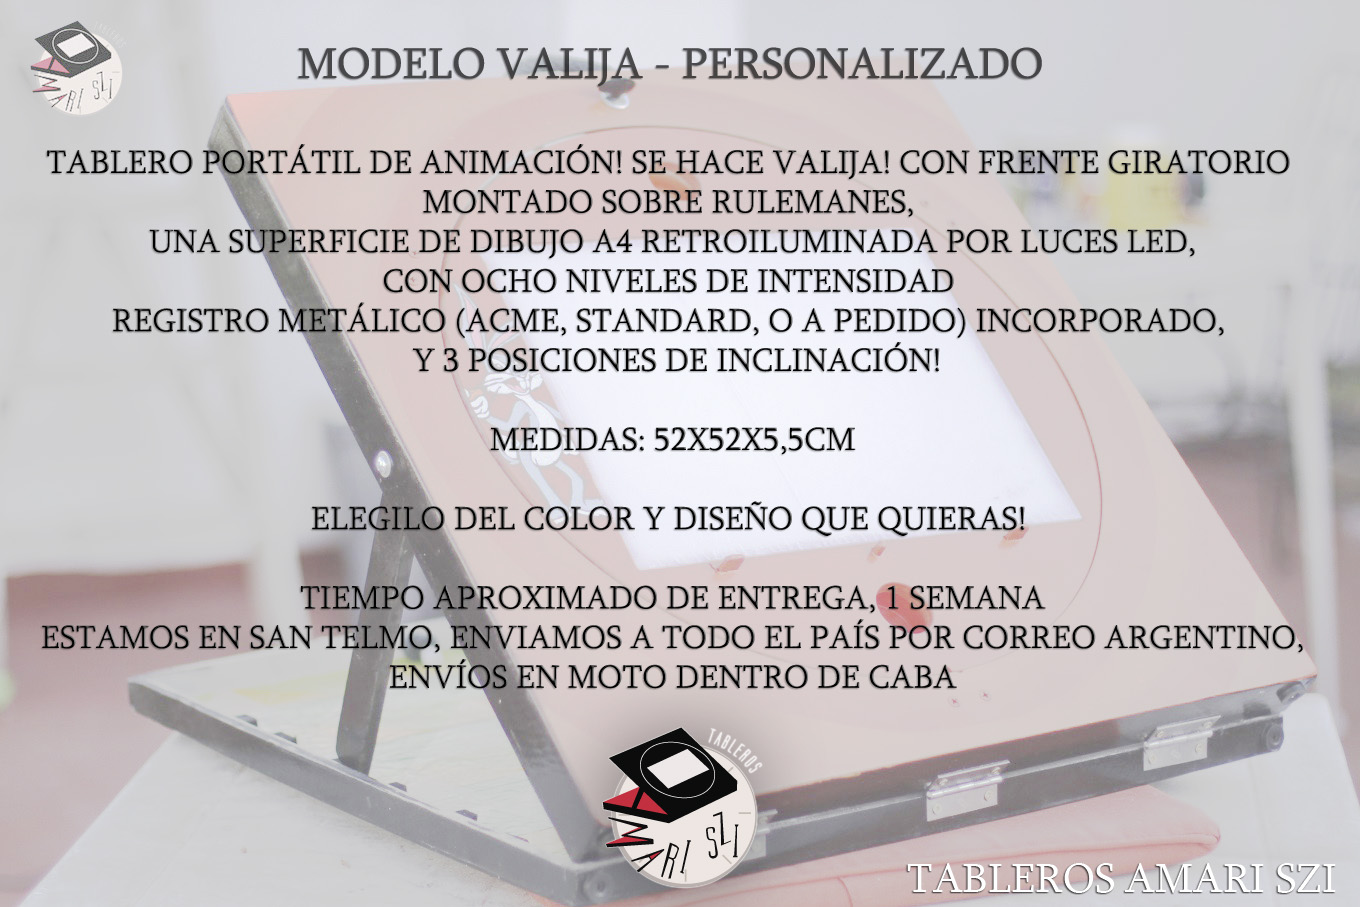 AMARI SZI
MODELO VALIJA - PERSONALIZADO
TABLERO PORTÁTIL DE ANIMACIÓN! SE HACE VALIJA! CON FRENTE GIRATORIO
MONTADO SOBRE RULEMANES,
UNA SUPERFICIE DE DIBUJO A4 RETROILUMINADA POR LUCES LED,
CON OCHO NIVELES DE INTENSIDAD
REGISTRO METÁLICO (ACME, STANDARD, O A PEDIDO) INCORPORADO,
Y 3 POSICIONES DE INCLINACIÓN!
MEDIDAS: 52X52X5,5CM
ELEGILO DEL COLOR Y DISEÑO QUE QUIERAS!
TIEMPO APROXIMADO DE ENTREGA, 1 SEMANA
ESTAMOS EN SAN TELMO, ENVIAMOS A TODO EL PAÍS POR CORREO ARGENTINO,
ENVÍOS EN MOTO DENTRO DE CABA
TABLEROS
AMARI SZI
TABLEROS AMARI SZI